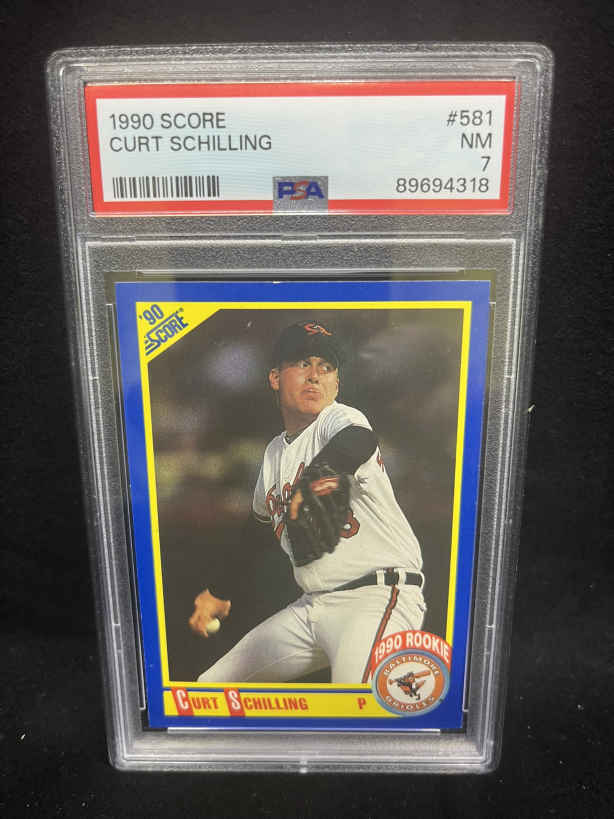 1990 SCORE
#581
CURT SCHILLING
NM
7
PSA
89694318
'90
SCORE
1990 ROOKIE
BALTIMORE
ORIOLES
CURT SCHILLING
P